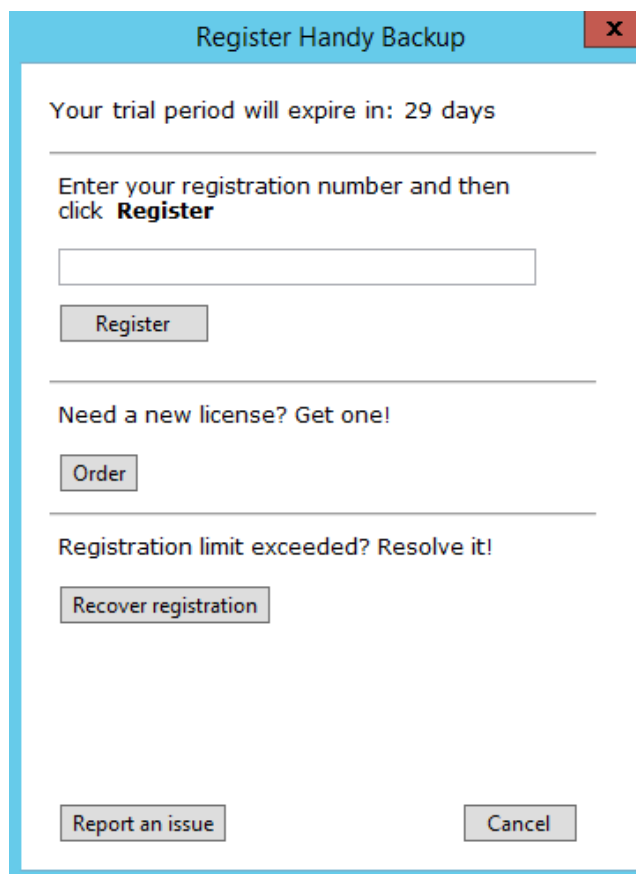 Register Handy Backup
x
Your trial period will expire in: 29 days
Enter your registration number and then
click Register
Register
Need a new license? Get one!
Order
Registration limit exceeded? Resolve it!
Recover registration
Report an issue Cancel